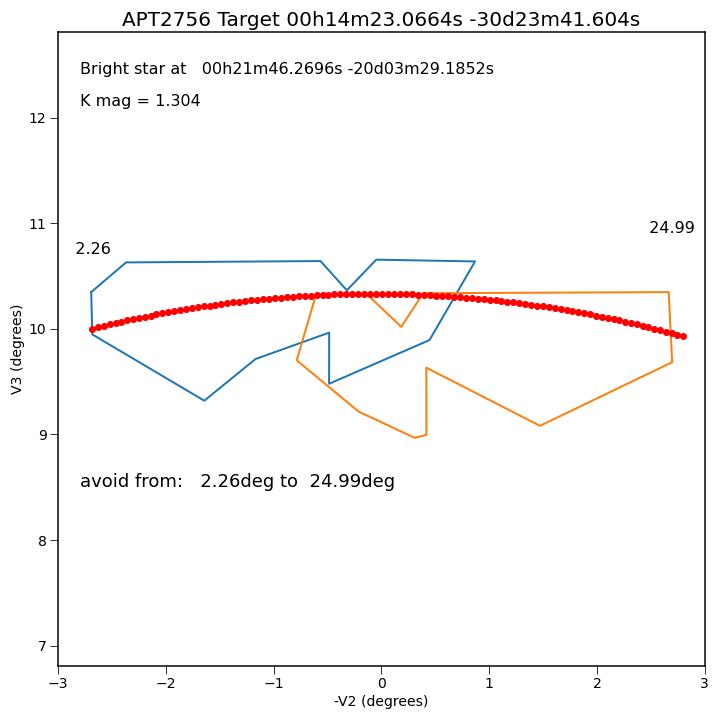 APT2756 Target 00h14m23.0664s -30d23m41.604s
Bright star at   00h21m46.2696s -20d03m29.1852s
K mag = 1.304
12
11
24.99
2.26
10
V3 (degrees)
9
avoid from:   2.26deg to  24.99deg
8
7
−3 −2 −1 0 1 2 3
-V2 (degrees)